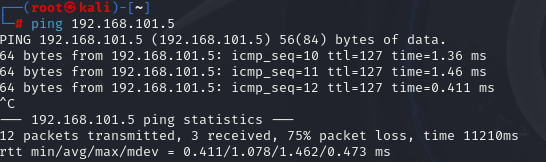 ┌──(root㉿kali)-[~]
└─# ping 192.168.101.5
PING 192.168.101.5 (192.168.101.5) 56(84) bytes of data.
64 bytes from 192.168.101.5: icmp_seq=10 ttl=127 time=1.36 ms
64 bytes from 192.168.101.5: icmp_seq=11 ttl=127 time=1.46 ms
64 bytes from 192.168.101.5: icmp_seq=12 ttl=127 time=0.411 ms
^C
--- 192.168.101.5 ping statistics ---
12 packets transmitted, 3 received, 75% packet loss, time 11210ms
rtt min/avg/max/mdev = 0.411/1.078/1.462/0.473 ms